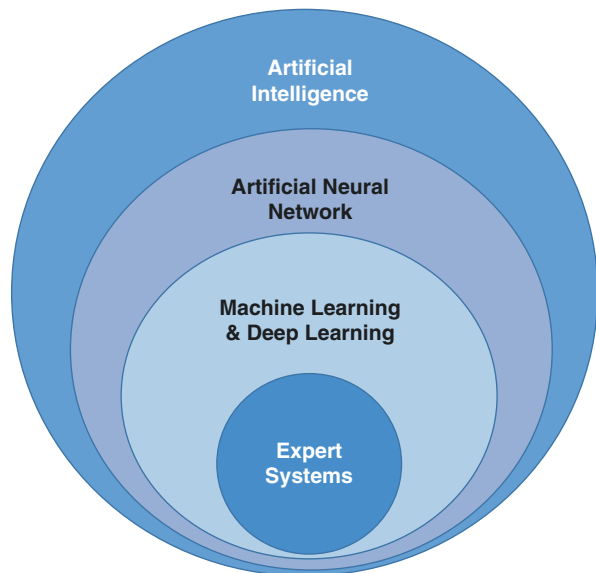 Artificial
Intelligence
Artificial Neural
Network
Machine Learning
& Deep Learning
Expert
Systems